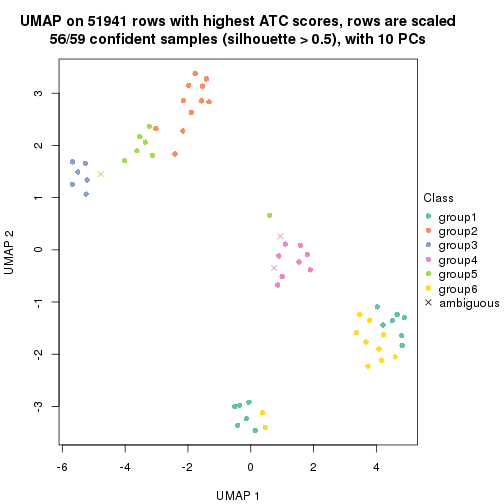 UMAP on 51941 rows with highest ATC scores, rows are scaled
56/59 confident samples (silhouette > 0.5), with 10 PCs
3
2
1
0
-1
-2
-3
UMAP 2
-6
-4
-2
0
2
4
UMAP 1
Class
group1
group2
group3
group4
group5
group6
ambiguous